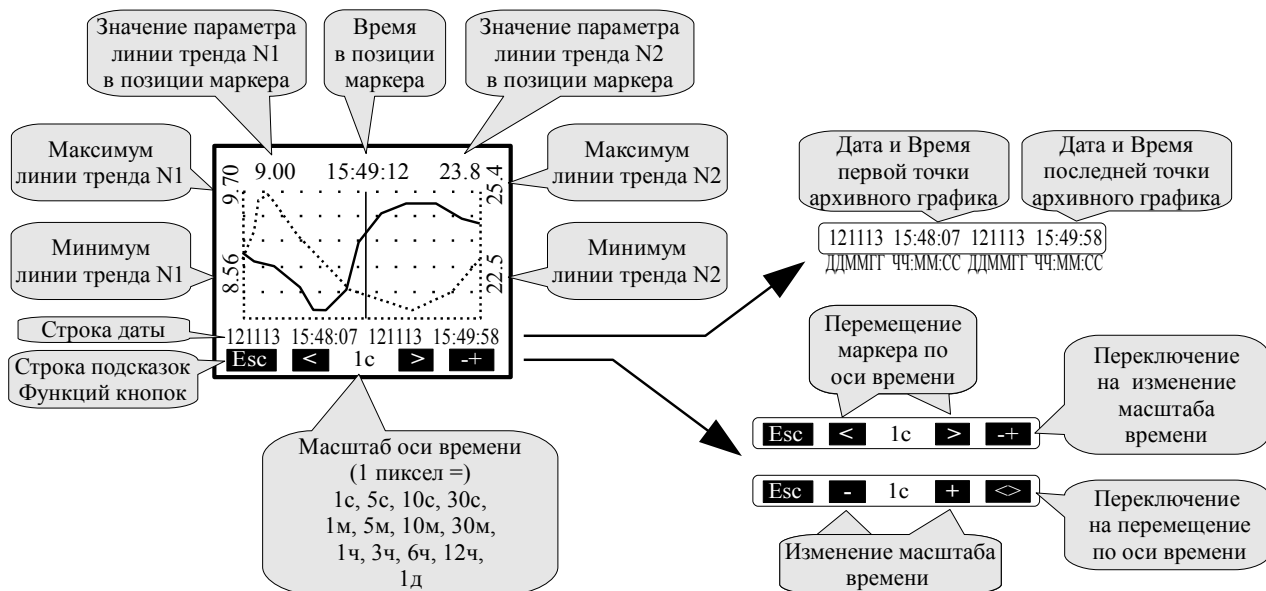 Значение параметра
линии тренда N1
в позиции маркера
Время
в позиции
маркера
Значение параметра
линии тренда N2
в позиции маркера
Максимум
линии тренда N1
Минимум
линии тренда N1
Строка даты
Строка подсказок
Функций кнопок
9.70
8.56
9.00 15:49:12 23.8
25.4
22.5
121113 15:48:07 121113 15:49:58
Esc < 1с > -+
Максимум
линии тренда N2
Минимум
линии тренда N2
Масштаб оси времени
(1 пиксел =)
1с, 5с, 10с, 30с,
1м, 5м, 10м, 30м,
1ч, 3ч, 6ч, 12ч,
1д
Дата и Время
первой точки
архивного графика
Дата и Время
последней точки
архивного графика
121113 15:48:07 121113 15:49:58
ДДММГГ ЧЧ:ММ:СС ДДММГГ ЧЧ:ММ:СС
Перемещение
маркера по
оси времени
Переключение
на изменение
масштаба
времени
Esc < 1с > -+
Esc - 1с + <>
Изменение масштаба
времени
Переключение
на перемещение
по оси времени